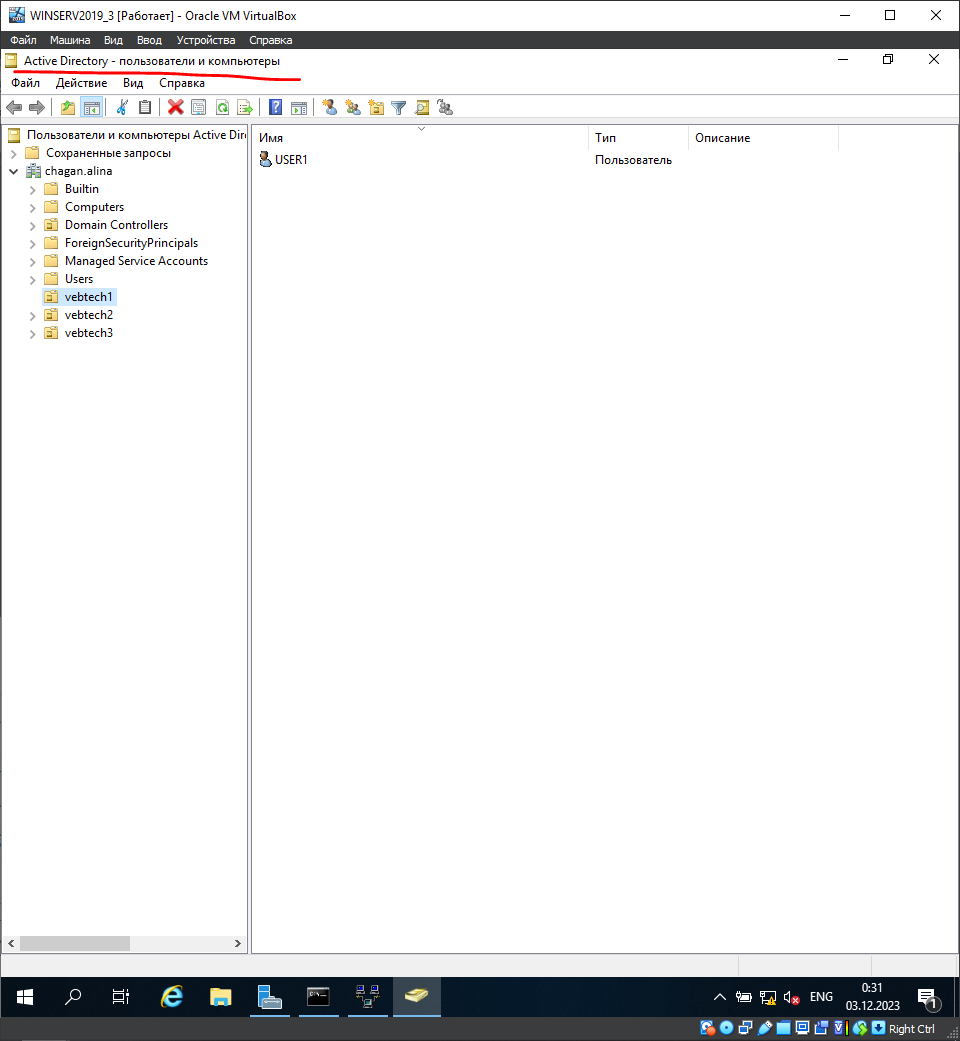 WINSERV2019_3 [Работает] - Oracle VM VirtualBox
Файл Машина Вид Ввод Устройства Справка
Active Directory - пользователи и компьютеры
Файл Действие Вид Справка
Пользователи и компьютеры Active Dir
Сохраненные запросы
chagan.alina
Builtin
Computers
Domain Controllers
ForeignSecurityPrincipals
Managed Service Accounts
Users
vebtech1
vebtech2
vebtech3
Имя Тип Описание
USER1 Пользователь
ENG
0:31
03.12.2023
1
Right Ctrl